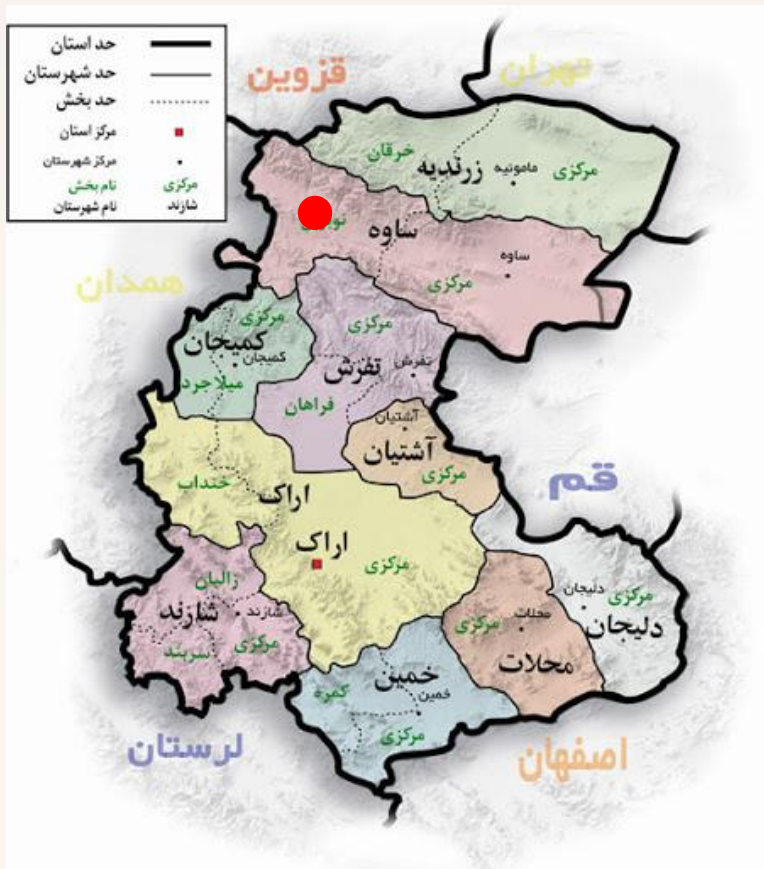 حد استان
حد شهرستان
حد بخش
مرکز استان
مرکز شهرستان
نام بخش مرکزی
نام شهرستان شازند
قزوین
تهران
همدان
قم
لرستان
اصفهان
خرقان
زرندیه
مامونیه
مرکزی
ساوه
ساوه
مرکزی
مرکزی
کمیجان
کمیجان
میلاجرد
مرکزی
تفرش
تفرش
فراهان
آشتیان
آشتیان
مرکزی
خنداب
اراک
اراک
مرکزی
زالیان
شازند
شازند
سربند
مرکزی
خمین
خمین
کمره
مرکزی
محلات
مرکزی
محلات
دلیجان
مرکزی
دلیجان